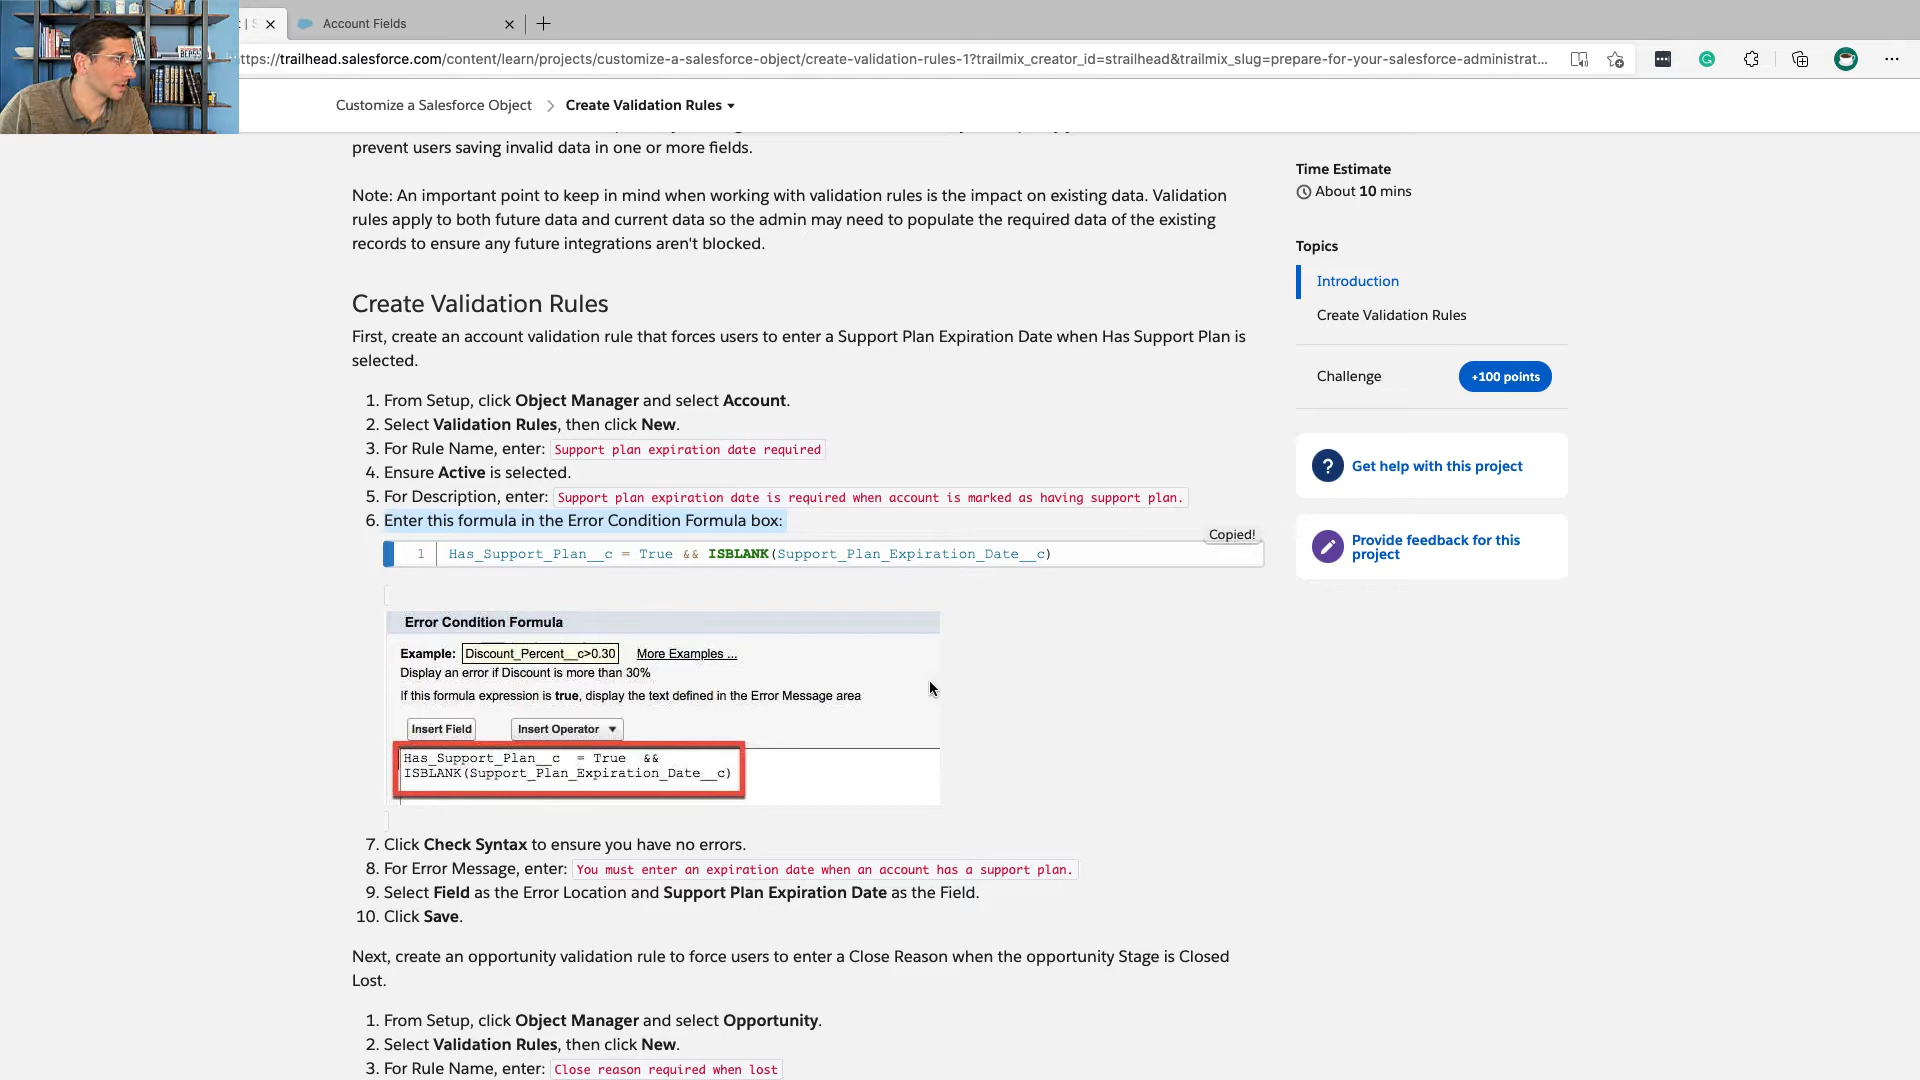 Account Fields
ttps://trailhead.salesforce.com/content/learn/projects/customize-a-salesforce-object/create-validation-rules-1?trailmix_creator_id=strailhead&trailmix_slug=prepare-for-your-salesforce-administrat...
Customize a Salesforce Object > Create Validation Rules
prevent users saving invalid data in one or more fields.
Note: An important point to keep in mind when working with validation rules is the impact on existing data. Validation
rules apply to both future data and current data so the admin may need to populate the required data of the existing
records to ensure any future integrations aren't blocked.
Create Validation Rules
First, create an account validation rule that forces users to enter a Support Plan Expiration Date when Has Support Plan is
selected.
1. From Setup, click Object Manager and select Account.
2. Select Validation Rules, then click New.
3. For Rule Name, enter: Support plan expiration date required
4. Ensure Active is selected.
5. For Description, enter: Support plan expiration date is required when account is marked as having support plan.
6. Enter this formula in the Error Condition Formula box:
Copied!
1 Has_Support_Plan__c = True && ISBLANK(Support_Plan_Expiration_Date__c)
Error Condition Formula
Example: Discount_Percent__c>0.30 More Examples ...
Display an error if Discount is more than 30%
If this formula expression is true, display the text defined in the Error Message area
Insert Field Insert Operator
Has_Support_Plan__c = True &&
ISBLANK(Support_Plan_Expiration_Date__c)
7. Click Check Syntax to ensure you have no errors.
8. For Error Message, enter: You must enter an expiration date when an account has a support plan.
9. Select Field as the Error Location and Support Plan Expiration Date as the Field.
10. Click Save.
Next, create an opportunity validation rule to force users to enter a Close Reason when the opportunity Stage is Closed
Lost.
1. From Setup, click Object Manager and select Opportunity.
2. Select Validation Rules, then click New.
3. For Rule Name, enter: Close reason required when lost
Time Estimate
About 10 mins
Topics
Introduction
Create Validation Rules
Challenge +100 points
Get help with this project
Provide feedback for this
project